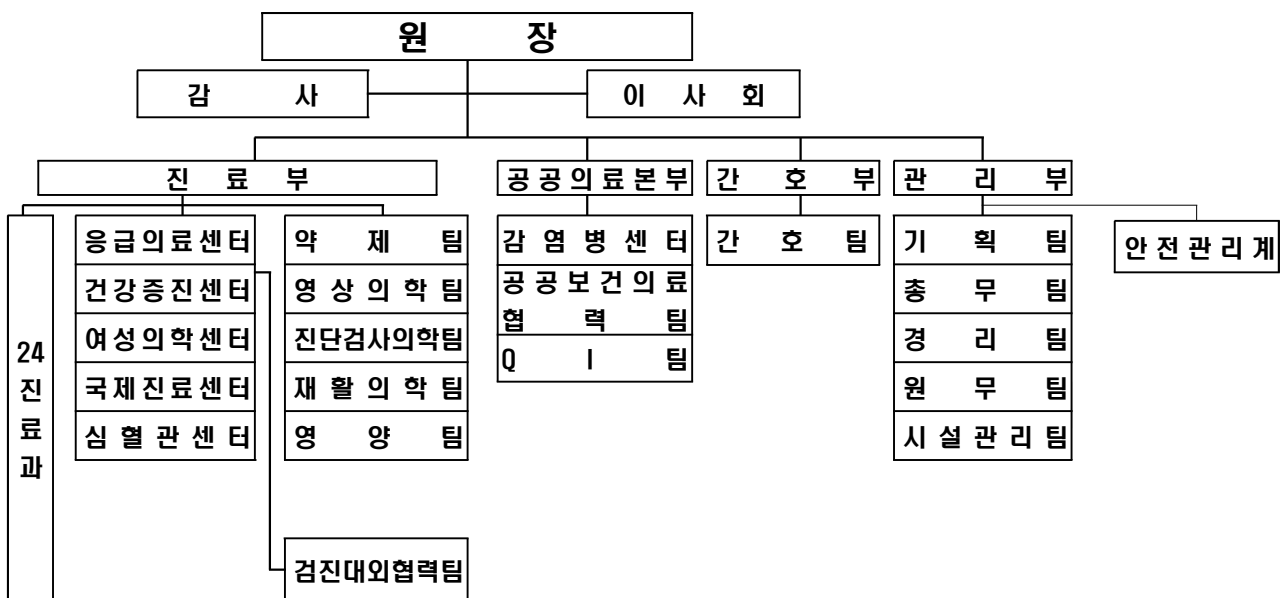 원 장
감 사
이 사 회
진 료 부
공공의료본부
간 호 부
관 리 부
24
진
료
과
응급의료센터
건강증진센터
여성의학센터
국제진료센터
심혈관센터
약 제 팀
영상의학팀
진단검사의학팀
재활의학팀
영 양 팀
검진대외협력팀
감염병센터
공공보건의료
협 력 팀
Q I 팀
간 호 팀
기 획 팀
총 무 팀
경 리 팀
원 무 팀
시설관리팀
안전관리계